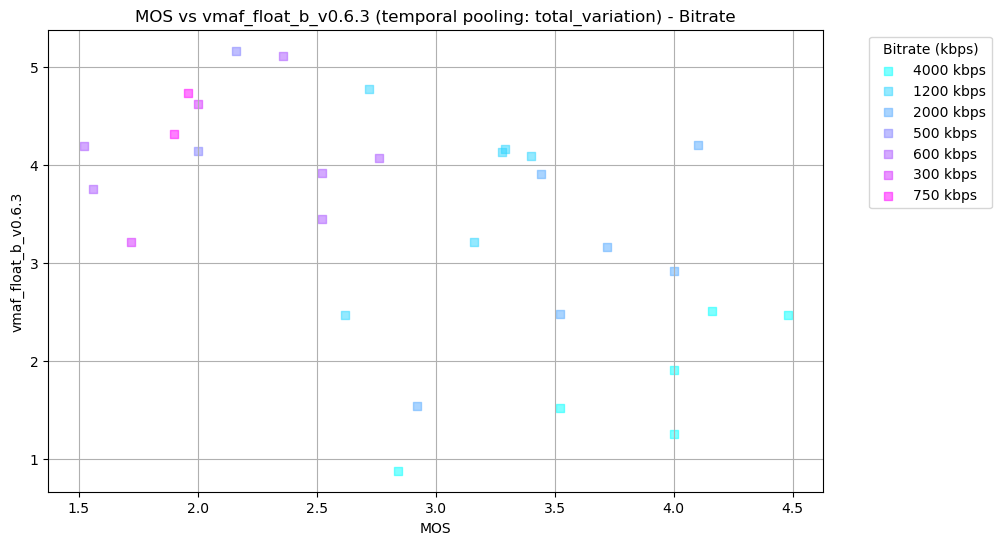 MOS vs vmaf_float_b_v0.6.3 (temporal pooling: total_variation) - Bitrate
vmaf_float_b_v0.6.3
5
4
3
2
1
1.5
2.0
2.5
3.0
3.5
4.0
4.5
MOS
Bitrate (kbps)
4000 kbps
1200 kbps
2000 kbps
500 kbps
600 kbps
300 kbps
750 kbps